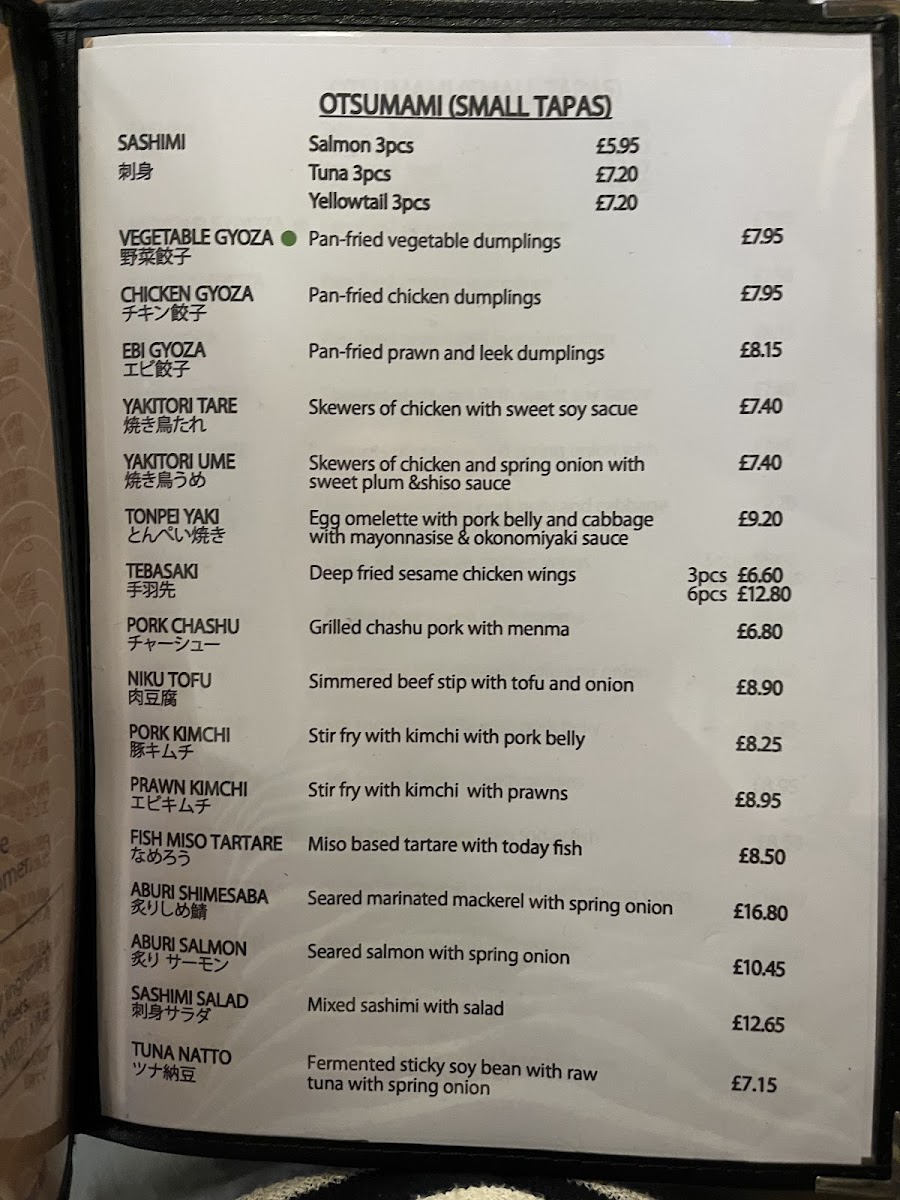 OTSUMAMI (SMALL TAPAS)
SASHIMI Salmon 3pcs £5.95
刺身 Tuna 3pcs £7.20
Yellowtail 3pcs £7.20
VEGETABLE GYOZA Pan-fried vegetable dumplings £7.95
野菜餃子
CHICKEN GYOZA Pan-fried chicken dumplings £7.95
チキン餃子
EBI GYOZA Pan-fried prawn and leek dumplings £8.15
エビ餃子
YAKITORI TARE Skewers of chicken with sweet soy sacue £7.40
焼き鳥たれ
YAKITORI UME Skewers of chicken and spring onion with £7.40
焼き鳥うめ sweet plum &shiso sauce
TONPEI YAKI Egg omelette with pork belly and cabbage £9.20
とんぺい焼き with mayonnasise & okonomiyaki sauce
TEBASAKI Deep fried sesame chicken wings 3pcs £6.60
手羽先 6pcs £12.80
PORK CHASHU Grilled chashu pork with menma £6.80
チャーシュー
NIKU TOFU Simmered beef stip with tofu and onion £8.90
肉豆腐
PORK KIMCHI Stir fry with kimchi with pork belly £8.25
豚キムチ
PRAWN KIMCHI Stir fry with kimchi with prawns £8.95
エビキムチ
FISH MISO TARTARE Miso based tartare with today fish £8.50
なめろう
ABURI SHIMESABA Seared marinated mackerel with spring onion £16.80
炙りしめ鯖
ABURI SALMON Seared salmon with spring onion £10.45
炙り サーモン
SASHIMI SALAD Mixed sashimi with salad £12.65
刺身サラダ
TUNA NATTO Fermented sticky soy bean with raw £7.15
ツナ納豆 tuna with spring onion